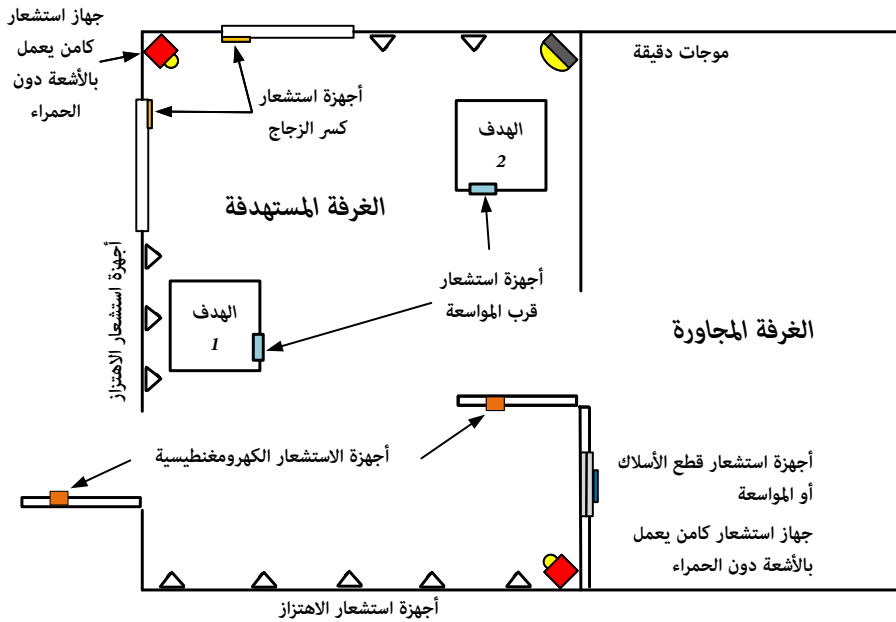 جهاز استشعار
كامن يعمل
بالأشعة دون
الحمراء
موجات دقيقة
أجهزة استشعار
كسر الزجاج
الهدف
2
الغرفة المستهدفة
أجهزة استشعار الاهتزاز
أجهزة استشعار
قرب المواسعة
الهدف
1
الغرفة المجاورة
أجهزة الاستشعار الكهرومغنطيسية
أجهزة استشعار قطع الأسلاك
أو المواسعة
جهاز استشعار كامن يعمل
بالأشعة دون الحمراء
أجهزة استشعار الاهتزاز